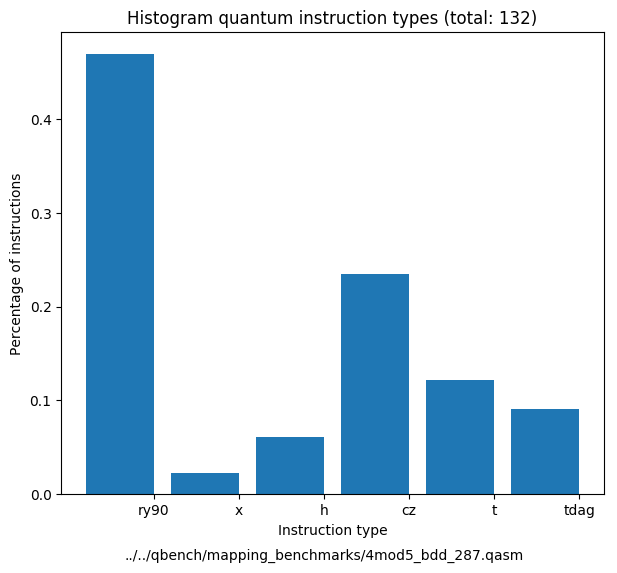 Histogram quantum instruction types (total: 132)
Percentage of instructions
0.4
0.3
0.2
0.1
0.0
ry90 x h cz t tdag
Instruction type
../../qbench/mapping_benchmarks/4mod5_bdd_287.qasm